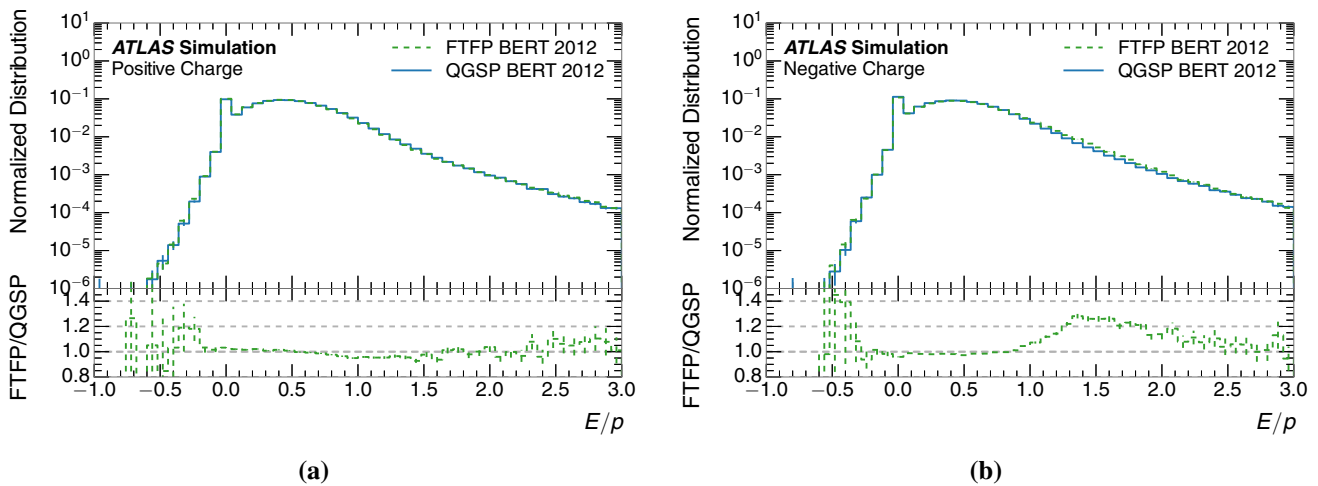 Normalized Distribution
10¹
10⁰
10⁻¹
10⁻²
10⁻³
10⁻⁴
10⁻⁵
10⁻⁶
ATLAS Simulation
Positive Charge
FTFP BERT 2012
QGSP BERT 2012
FTFP/QGSP
1.4
1.2
1.0
0.8
−1.0 −0.5 0.0 0.5 1.0 1.5 2.0 2.5 3.0
E/p
(a)
Normalized Distribution
10¹
10⁰
10⁻¹
10⁻²
10⁻³
10⁻⁴
10⁻⁵
10⁻⁶
ATLAS Simulation
Negative Charge
FTFP BERT 2012
QGSP BERT 2012
FTFP/QGSP
1.4
1.2
1.0
0.8
−1.0 −0.5 0.0 0.5 1.0 1.5 2.0 2.5 3.0
E/p
(b)